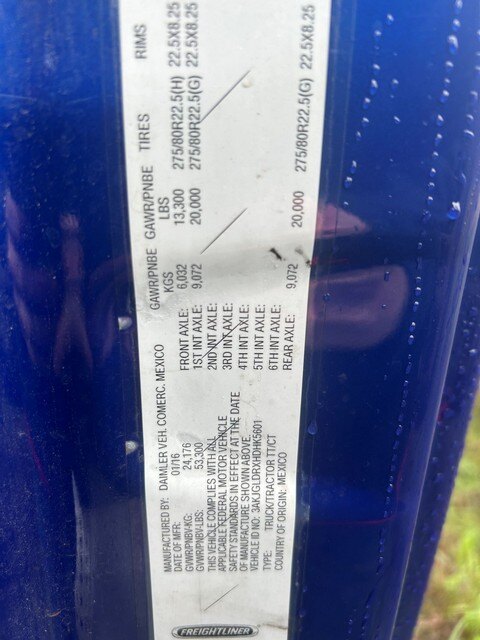 MANUFACTURED BY: DAIMLER VEH. COMERC. MEXICO
DATE OF MFR: 01/16
GVWR/PNBV-KG: 24,176
GVWR/PNBV-LBS: 53,300
THIS VEHICLE COMPLIES WITH ALL
APPLICABLE FEDERAL MOTOR VEHICLE
SAFETY STANDARDS IN EFFECT AT THE DATE
OF MANUFACTURE SHOWN ABOVE.
VEHICLE ID NO: 3AKJGLDRXHDHK5601
TYPE: TRUCK/TRACTOR TT/CT
COUNTRY OF ORIGIN: MEXICO
GAWR/PNBE KGS GAWR/PNBE LBS TIRES RIMS
FRONT AXLE: 6,032 13,300 275/80R22.5(H) 22.5X8.25
1ST INT AXLE: 9,072 20,000 275/80R22.5(G) 22.5X8.25
2ND INT AXLE:
3RD INT AXLE:
4TH INT AXLE:
5TH INT AXLE:
6TH INT AXLE:
REAR AXLE: 9,072 20,000 275/80R22.5(G) 22.5X8.25
FREIGHTLINER